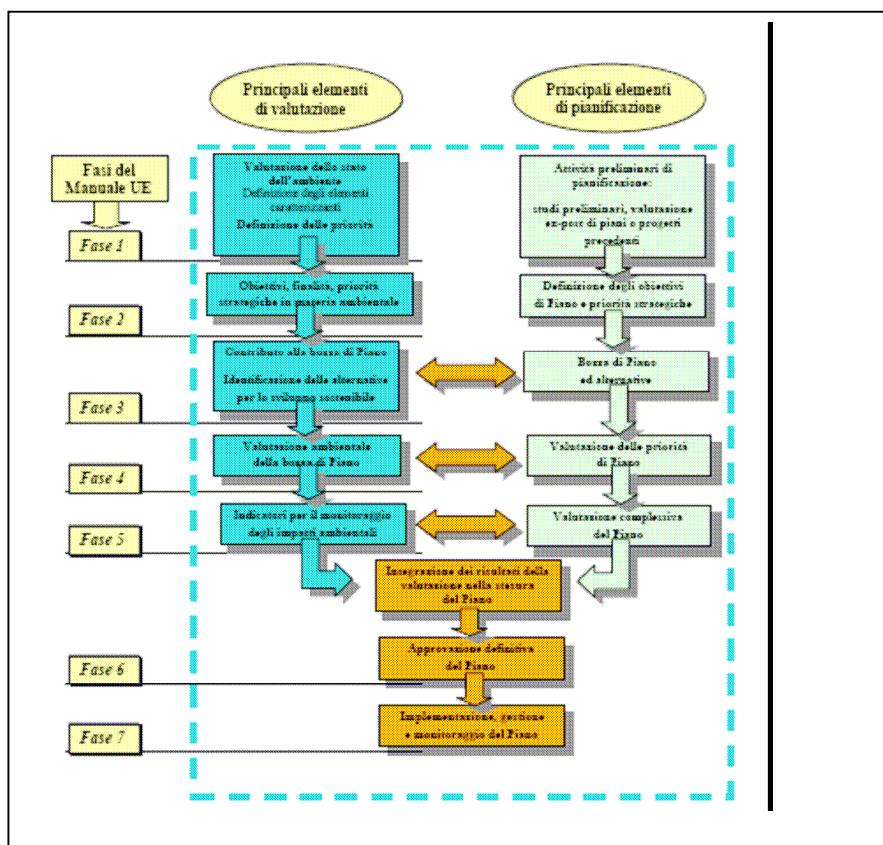 Principali elementi
di valutazione
Principali elementi
di pianificazione
Fasi del
Manuale UE
Valutazione dello stato
dell'ambiente
Definizione degli elementi
caratterizzanti
Definizione delle priorità
Attività preliminari di
pianificazione:
studi preliminari, valutazione
ex-post di piani o progetti
precedenti
Fase 1
Obiettivi, finalità, priorità
strategiche in materia ambientale
Definizione degli obiettivi
di Piano e priorità strategiche
Fase 2
Contributo alla bozza di Piano
Identificazione delle alternative
per lo sviluppo sostenibile
Bozza di Piano
ed alternative
Fase 3
Valutazione ambientale
della bozza di Piano
Valutazione delle priorità
di Piano
Fase 4
Indicatori per il monitoraggio
degli impatti ambientali
Valutazione complessiva
del Piano
Fase 5
Integrazione dei risultati della
valutazione nella stesura
del Piano
Approvazione definitiva
del Piano
Fase 6
Implementazione, gestione
e monitoraggio del Piano
Fase 7